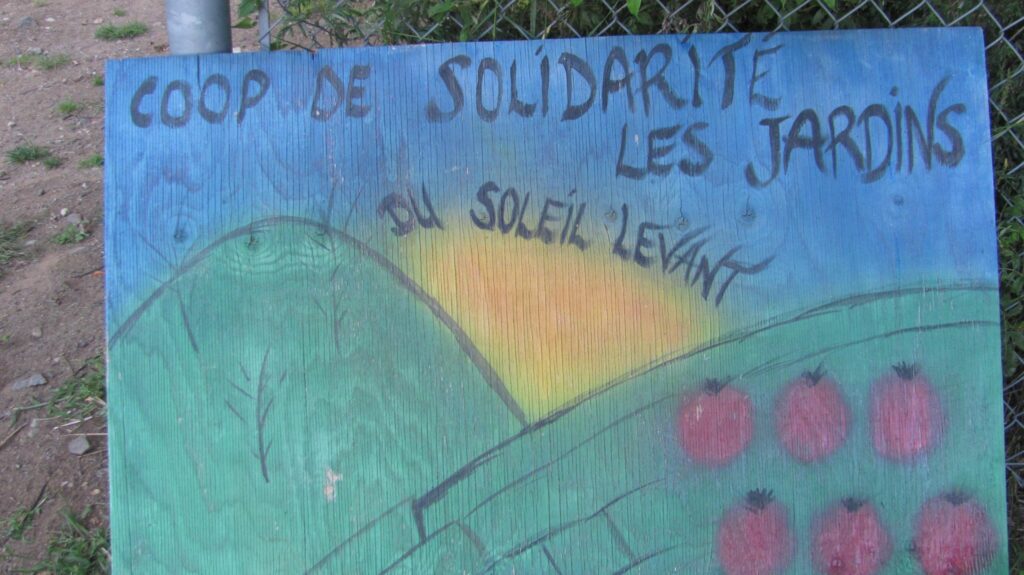 COOP DE SOLIDARITÉ
LES JARDINS
DU SOLEIL LEVANT